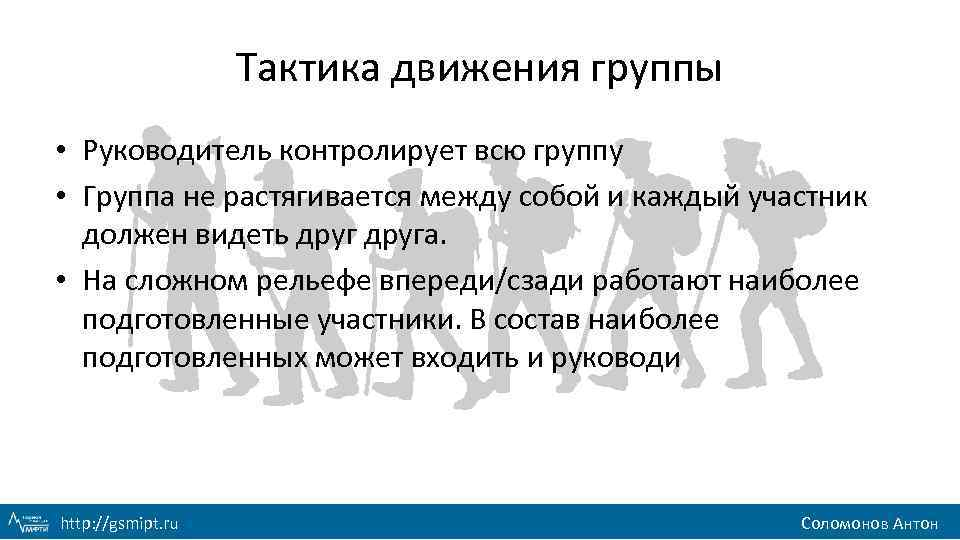 Тактика движения группы
• Руководитель контролирует всю группу
• Группа не растягивается между собой и каждый участник
должен видеть друг друга.
• На сложном рельефе впереди/сзади работают наиболее
подготовленные участники. В состав наиболее
подготовленных может входить и руководи
МФТИ
http: //gsmipt. ru
Соломонов Антон